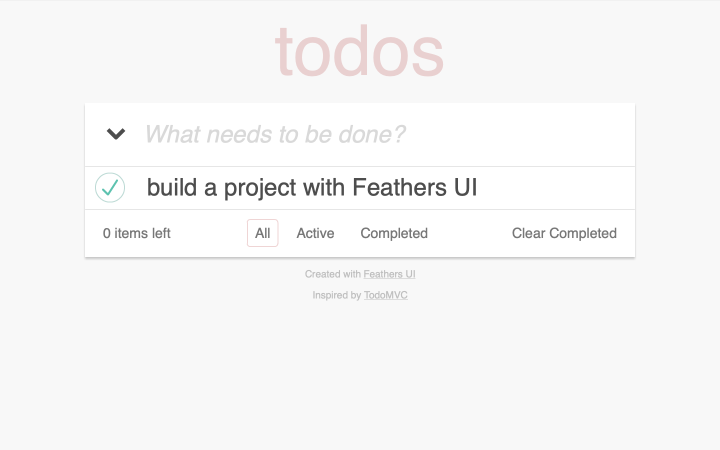 todos
What needs to be done?
build a project with Feathers UI
0 items left All Active Completed Clear Completed
Created with Feathers UI
Inspired by TodoMVC